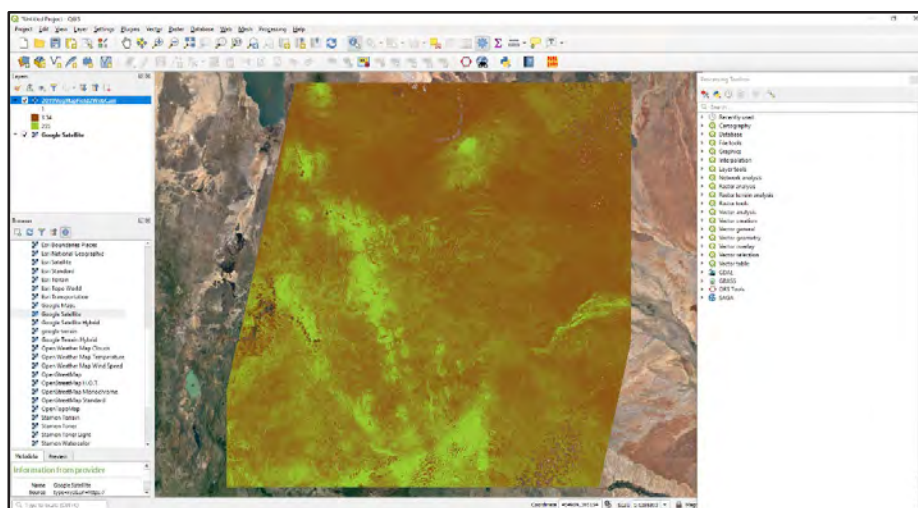 *Untitled Project - QGIS
Project Edit View Layer Settings Plugins Vector Raster Database Web Mesh Processing Help
Layers
1
255
Google Satellite
Browser
Esri Boundaries Places
Esri National Geographic
Esri Satellite
Esri Standard
Esri Terrain
Esri Topo World
Esri Transportation
Google Maps
Google Satellite
Google Satellite Hybrid
google terrain
Google Terrain Hybrid
Open Weather Map Clouds
Open Weather Map Temperature
Open Weather Map Wind Speed
OpenStreetMap
OpenStreetMap H.O.T.
OpenStreetMap Monochrome
OpenStreetMap Standard
OpenTopoMap
Stamen Terrain
Stamen Toner
Stamen Toner Light
Stamen Watercolor
Metadata Preview
Information from provider
Name Google Satellite
Source
Processing Toolbox
Search...
Recently used
Cartography
Database
File tools
Graphics
Interpolation
Layer tools
Network analysis
Raster analysis
Raster terrain analysis
Raster tools
Vector analysis
Vector creation
Vector general
Vector geometry
Vector overlay
Vector selection
Vector table
GDAL
GRASS
SAGA
Coordinate
Scale